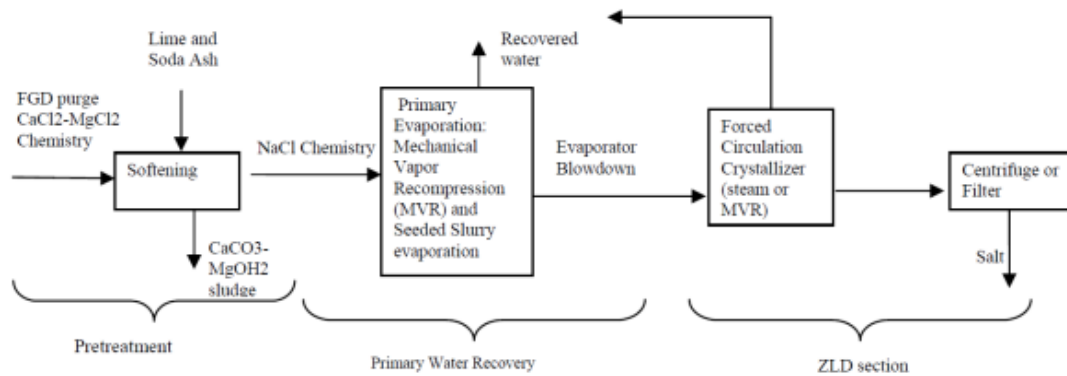 Lime and
Soda Ash
FGD purge
CaCl2-MgCl2
Chemistry
Softening
CaCO3-
MgOH2
sludge
Pretreatment
NaCl Chemistry
Primary
Evaporation:
Mechanical
Vapor
Recompression
(MVR) and
Seeded Slurry
evaporation
Recovered
water
Evaporator
Blowdown
Primary Water Recovery
Forced
Circulation
Crystallizer
(steam or
MVR)
Centrifuge or
Filter
Salt
ZLD section